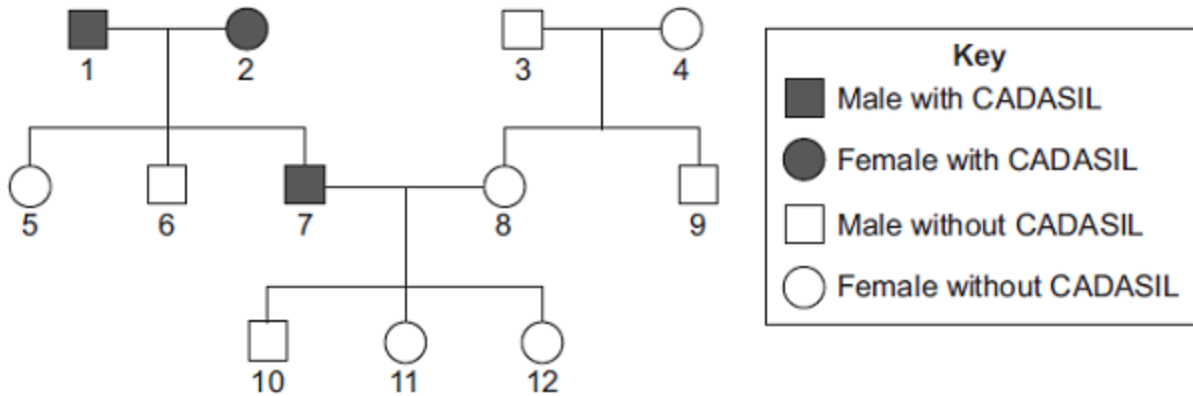 1 2 3 4
5 6 7 8 9
10 11 12
Key
Male with CADASIL
Female with CADASIL
Male without CADASIL
Female without CADASIL